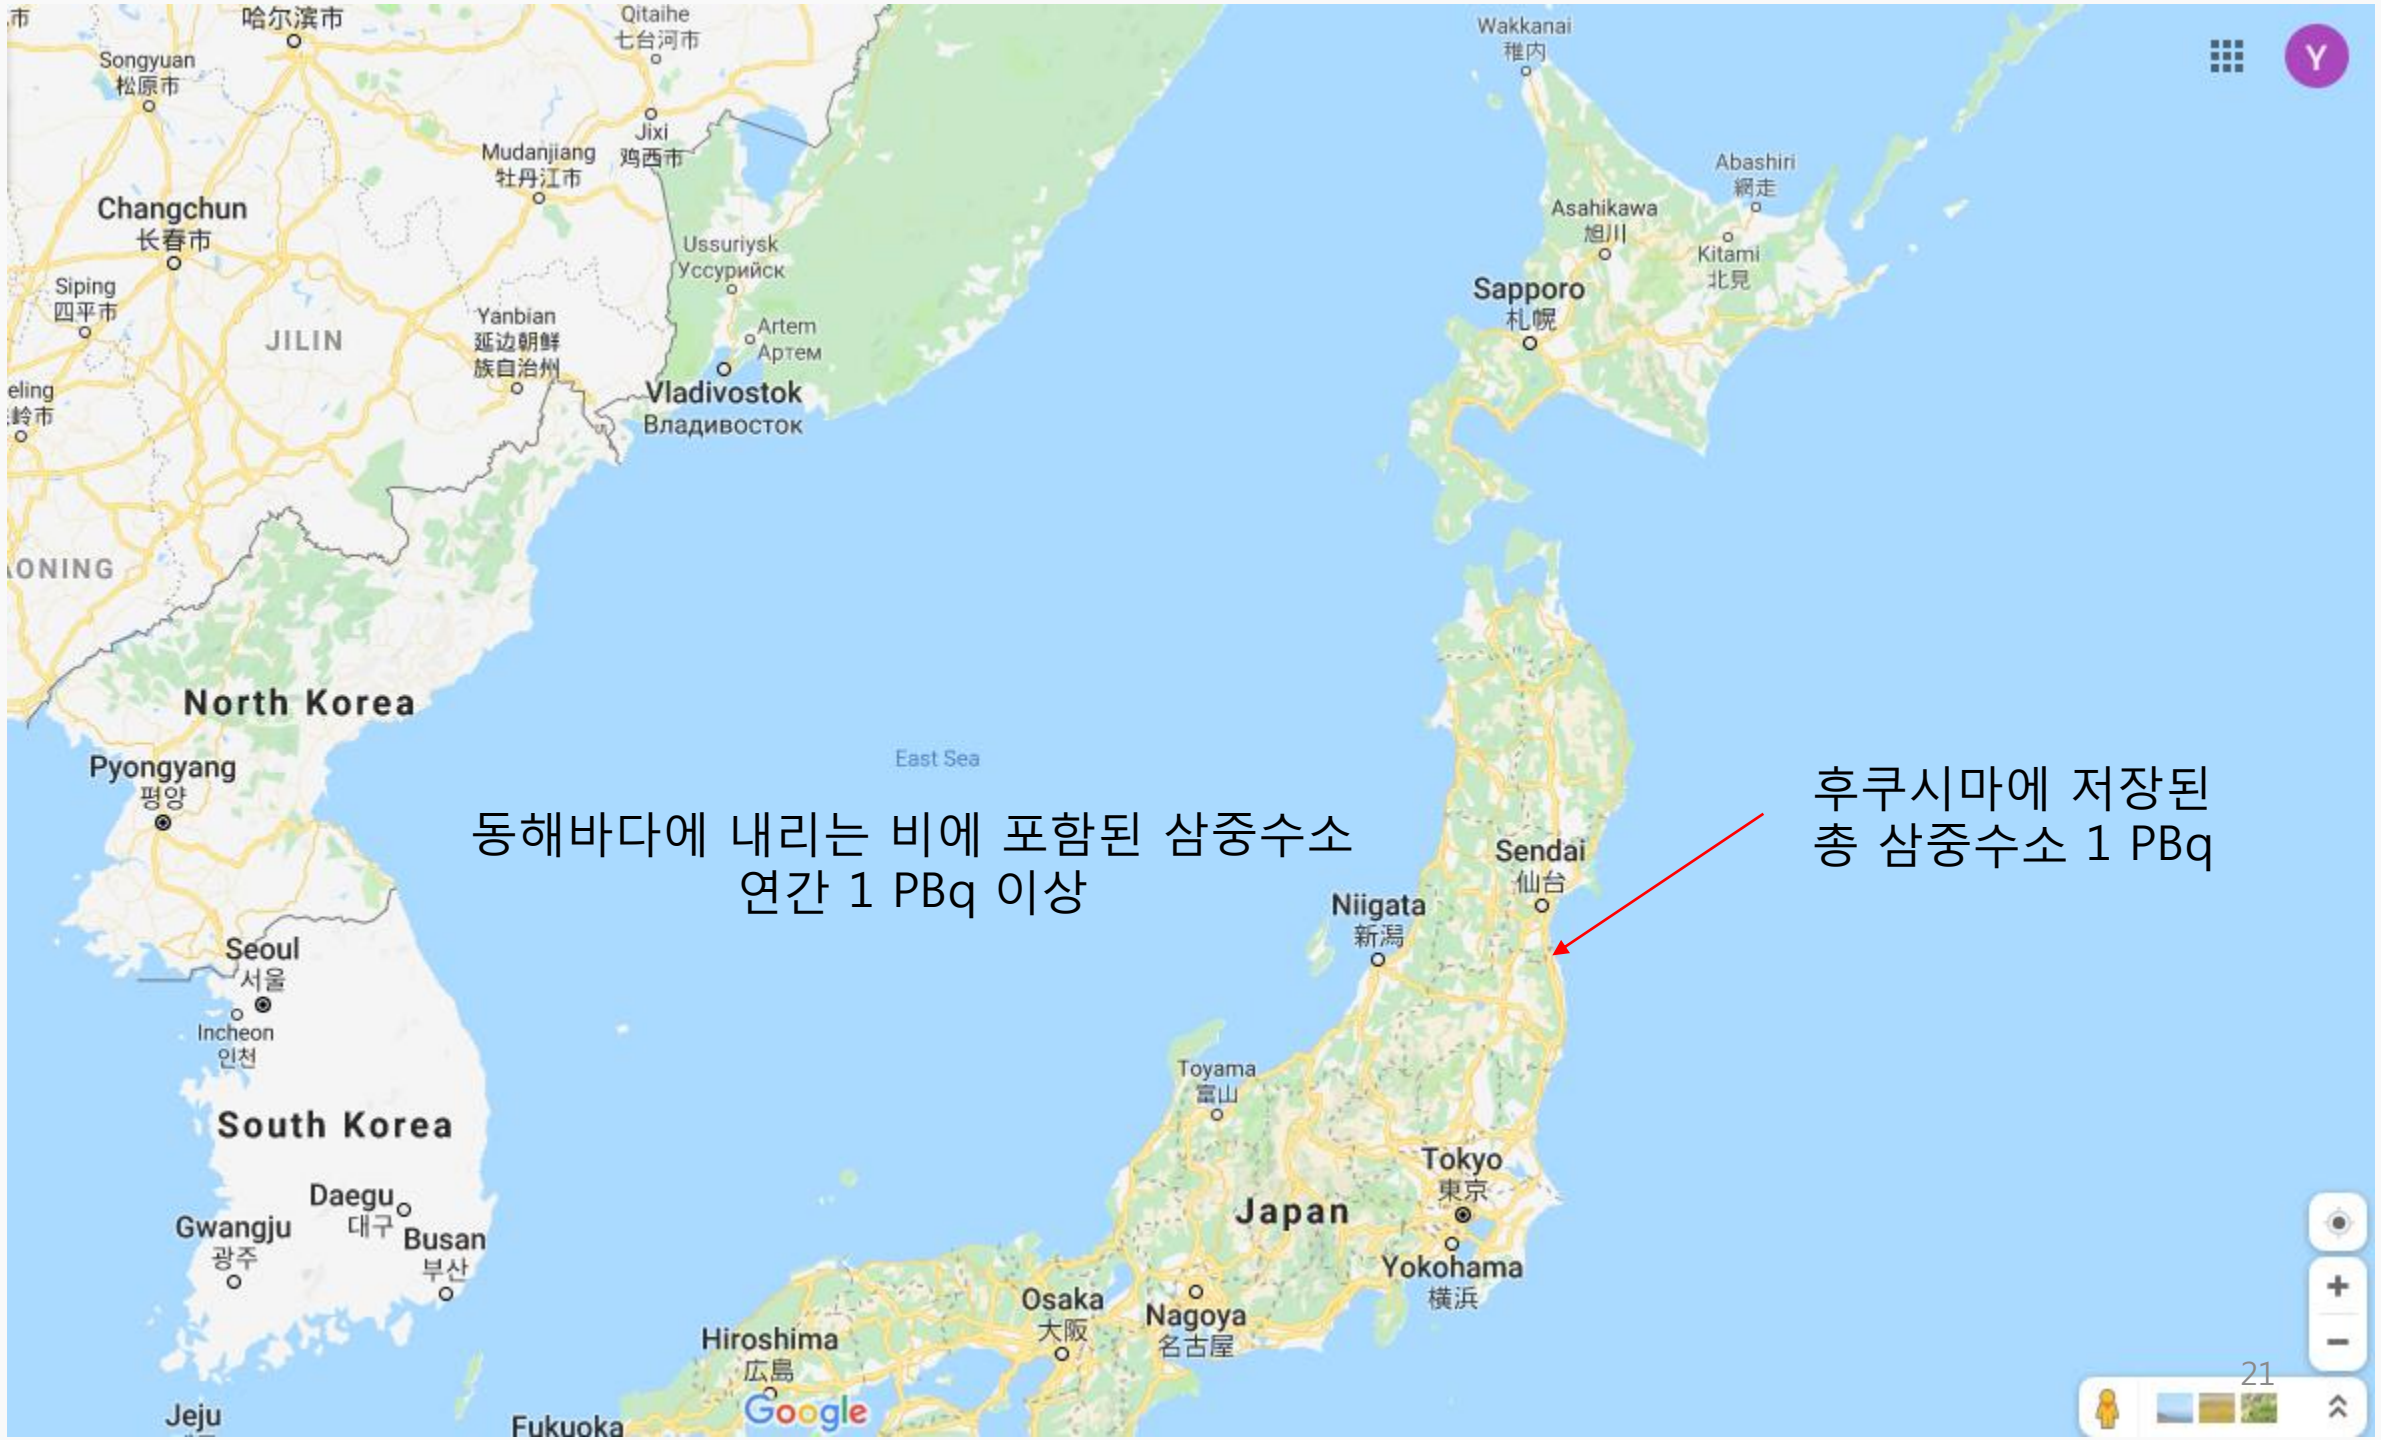 市
哈尔滨市
Songyuan
松原市
Qitaihe
七台河市
Jixi
鸡西市
Mudanjiang
牡丹江市
Changchun
长春市
Siping
四平市
JILIN
Yanbian
延边朝鲜
族自治州
eling
岭市
ONING
Ussuriysk
Уссурийск
Artem
Артем
Vladivostok
Владивосток
Wakkanai
稚内
Abashiri
網走
Asahikawa
旭川
Kitami
北見
Sapporo
札幌
Y
North Korea
Pyongyang
평양
East Sea
동해바다에 내리는 비에 포함된 삼중수소
연간 1 PBq 이상
후쿠시마에 저장된
총 삼중수소 1 PBq
Sendai
仙台
Niigata
新潟
Seoul
서울
Incheon
인천
South Korea
Daegu
대구
Gwangju
광주
Busan
부산
Jeju
Toyama
富山
Tokyo
東京
Japan
Yokohama
横浜
Nagoya
名古屋
Osaka
大阪
Hiroshima
広島
Fukuoka
Google
21